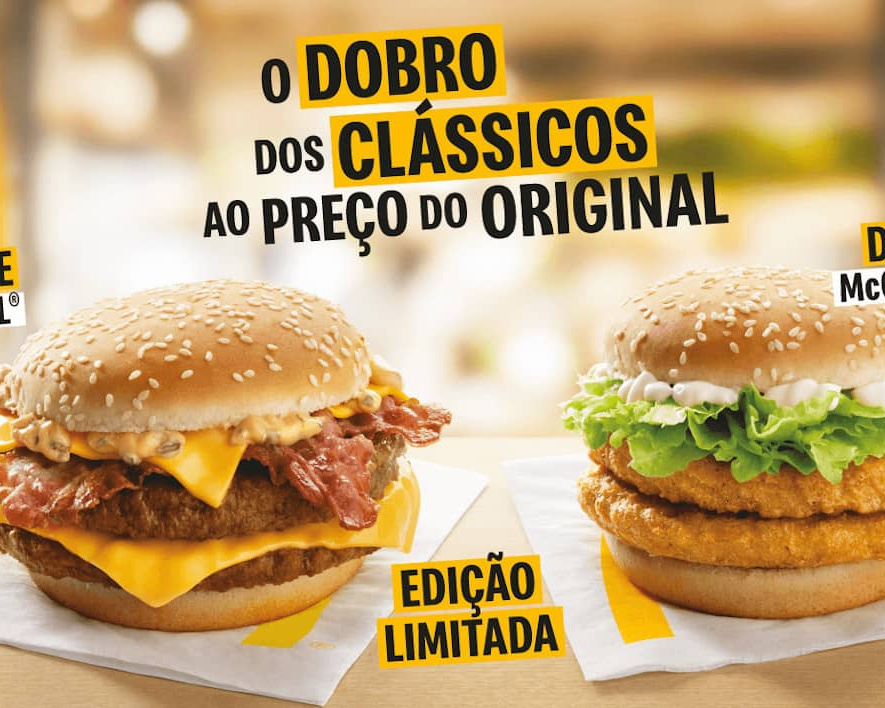 O DOBRO
DOS CLÁSSICOS
AO PREÇO DO ORIGINAL
EDIÇÃO
LIMITADA